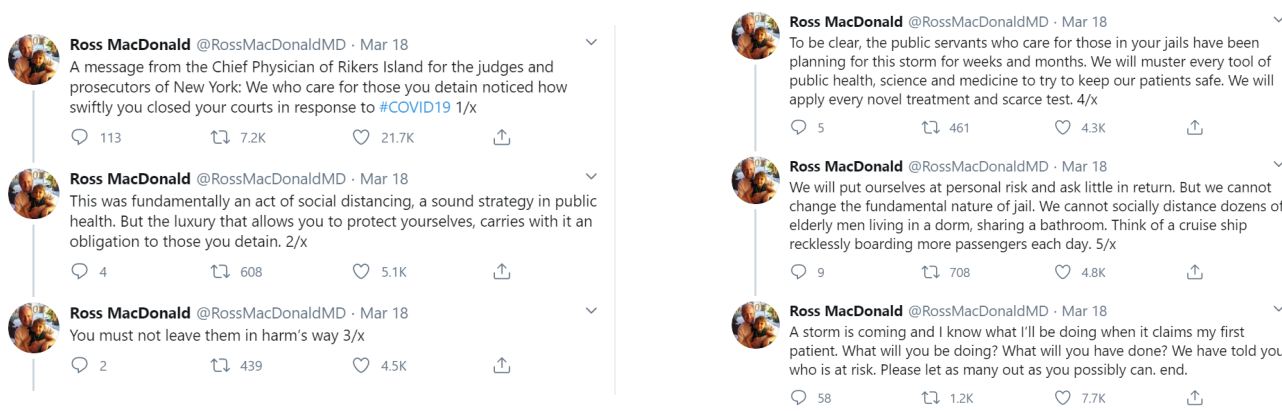 Ross MacDonald @RossMacDonaldMD · Mar 18
A message from the Chief Physician of Rikers Island for the judges and
prosecutors of New York: We who care for those you detain noticed how
swiftly you closed your courts in response to #COVID19 1/x
113 7.2K 21.7K
Ross MacDonald @RossMacDonaldMD · Mar 18
This was fundamentally an act of social distancing, a sound strategy in public
health. But the luxury that allows you to protect yourselves, carries with it an
obligation to those you detain. 2/x
4 608 5.1K
Ross MacDonald @RossMacDonaldMD · Mar 18
You must not leave them in harm's way 3/x
2 439 4.5K
Ross MacDonald @RossMacDonaldMD · Mar 18
To be clear, the public servants who care for those in your jails have been
planning for this storm for weeks and months. We will muster every tool of
public health, science and medicine to try to keep our patients safe. We will
apply every novel treatment and scarce test. 4/x
5 461 4.3K
Ross MacDonald @RossMacDonaldMD · Mar 18
We will put ourselves at personal risk and ask little in return. But we cannot
change the fundamental nature of jail. We cannot socially distance dozens of
elderly men living in a dorm, sharing a bathroom. Think of a cruise ship
recklessly boarding more passengers each day. 5/x
9 708 4.8K
Ross MacDonald @RossMacDonaldMD · Mar 18
A storm is coming and I know what I'll be doing when it claims my first
patient. What will you be doing? What will you have done? We have told you
who is at risk. Please let as many out as you possibly can. end.
58 1.2K 7.7K